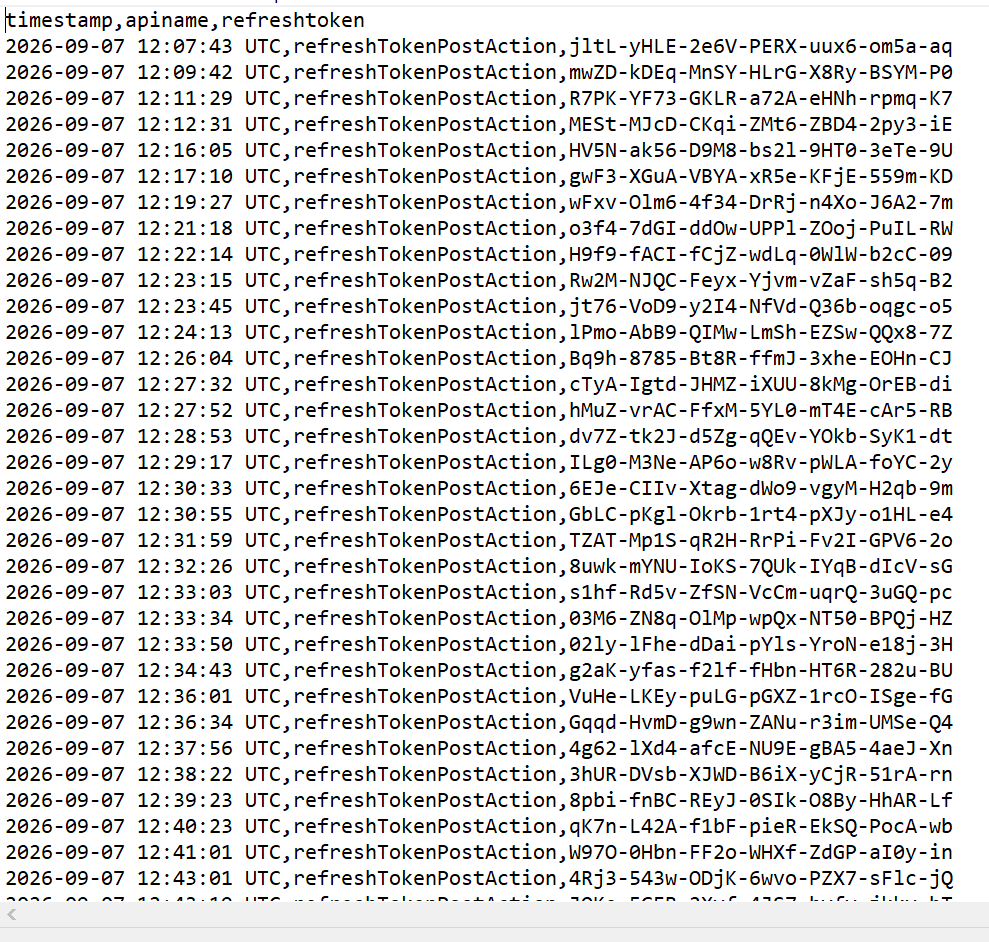 timestamp,apiname,refreshtoken
2026-09-07 12:07:43 UTC,refreshTokenPostAction,jltL-yHLE-2e6V-PERX-uux6-om5a-aq
2026-09-07 12:09:42 UTC,refreshTokenPostAction,mwZD-kDEq-MnSY-HLrG-X8Ry-BSYM-P0
2026-09-07 12:11:29 UTC,refreshTokenPostAction,R7PK-YF73-GKLR-a72A-eHNh-rpmq-K7
2026-09-07 12:12:31 UTC,refreshTokenPostAction,MESt-MJcD-CKqi-ZMt6-ZBD4-2py3-iE
2026-09-07 12:16:05 UTC,refreshTokenPostAction,HV5N-ak56-D9M8-bs2l-9HT0-3eTe-9U
2026-09-07 12:17:10 UTC,refreshTokenPostAction,gwF3-XGuA-VBYA-xR5e-KFjE-559m-KD
2026-09-07 12:19:27 UTC,refreshTokenPostAction,wFxv-Olm6-4f34-DrRj-n4Xo-J6A2-7m
2026-09-07 12:21:18 UTC,refreshTokenPostAction,o3f4-7dGI-ddOw-UPPl-ZOoj-PuIL-RW
2026-09-07 12:22:14 UTC,refreshTokenPostAction,H9f9-fACI-fCjZ-wdLq-0WlW-b2cC-09
2026-09-07 12:23:15 UTC,refreshTokenPostAction,Rw2M-NJQC-Feyx-Yjvm-vZaF-sh5q-B2
2026-09-07 12:23:45 UTC,refreshTokenPostAction,jt76-VoD9-y2I4-NfVd-Q36b-oqgc-o5
2026-09-07 12:24:13 UTC,refreshTokenPostAction,lPmo-AbB9-QIMw-LmSh-EZSw-QQx8-7Z
2026-09-07 12:26:04 UTC,refreshTokenPostAction,Bq9h-8785-Bt8R-ffmJ-3xhe-EOHn-CJ
2026-09-07 12:27:32 UTC,refreshTokenPostAction,cTyA-Igtd-JHMZ-iXUU-8kMg-OrEB-di
2026-09-07 12:27:52 UTC,refreshTokenPostAction,hMuZ-vrAC-FfxM-5YL0-mT4E-cAr5-RB
2026-09-07 12:28:53 UTC,refreshTokenPostAction,dv7Z-tk2J-d5Zg-qQEv-YOkb-SyK1-dt
2026-09-07 12:29:17 UTC,refreshTokenPostAction,ILg0-M3Ne-AP6o-w8Rv-pWLA-foYC-2y
2026-09-07 12:30:33 UTC,refreshTokenPostAction,6EJe-CIIv-Xtag-dWo9-vgyM-H2qb-9m
2026-09-07 12:30:55 UTC,refreshTokenPostAction,GbLC-pKgl-Okrb-1rt4-pXJy-o1HL-e4
2026-09-07 12:31:59 UTC,refreshTokenPostAction,TZAT-Mp1S-qR2H-RrPi-Fv2I-GPV6-2o
2026-09-07 12:32:26 UTC,refreshTokenPostAction,8uwk-mYNU-IoKS-7QUk-IYqB-dIcV-sG
2026-09-07 12:33:03 UTC,refreshTokenPostAction,s1hf-Rd5v-ZfSN-VcCm-uqrQ-3uGQ-pc
2026-09-07 12:33:34 UTC,refreshTokenPostAction,03M6-ZN8q-OlMp-wpQx-NT50-BPQj-HZ
2026-09-07 12:33:50 UTC,refreshTokenPostAction,02ly-lFhe-dDai-pYls-YroN-e18j-3H
2026-09-07 12:34:43 UTC,refreshTokenPostAction,g2aK-yfas-f2lf-fHbn-HT6R-282u-BU
2026-09-07 12:36:01 UTC,refreshTokenPostAction,VuHe-LKEy-puLG-pGXZ-1rcO-ISge-fG
2026-09-07 12:36:34 UTC,refreshTokenPostAction,Gqqd-HvmD-g9wn-ZANu-r3im-UMSe-Q4
2026-09-07 12:37:56 UTC,refreshTokenPostAction,4g62-lXd4-afcE-NU9E-gBA5-4aeJ-Xn
2026-09-07 12:38:22 UTC,refreshTokenPostAction,3hUR-DVsb-XJWD-B6iX-yCjR-51rA-rn
2026-09-07 12:39:23 UTC,refreshTokenPostAction,8pbi-fnBC-REyJ-0SIk-O8By-HhAR-Lf
2026-09-07 12:40:23 UTC,refreshTokenPostAction,qK7n-L42A-f1bF-pieR-EkSQ-PocA-wb
2026-09-07 12:41:01 UTC,refreshTokenPostAction,W97O-0Hbn-FF2o-WHXf-ZdGP-aI0y-in
2026-09-07 12:43:01 UTC,refreshTokenPostAction,4Rj3-543w-ODjK-6wvo-PZX7-sFlc-jQ